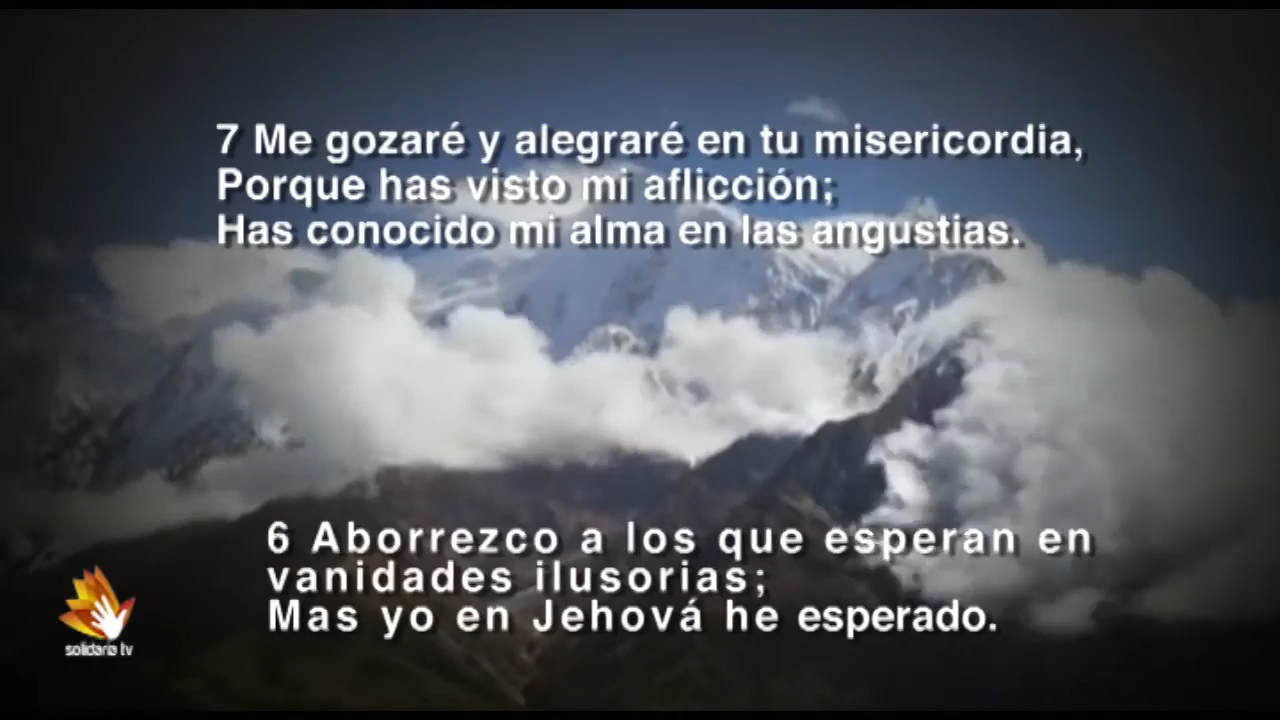 7 Me gozaré y alegraré en tu misericordia,
Porque has visto mi aflicción;
Has conocido mi alma en las angustias.
6 Aborrezco a los que esperan en
vanidades ilusorias;
Mas yo en Jehová he esperado.
solidaria tv